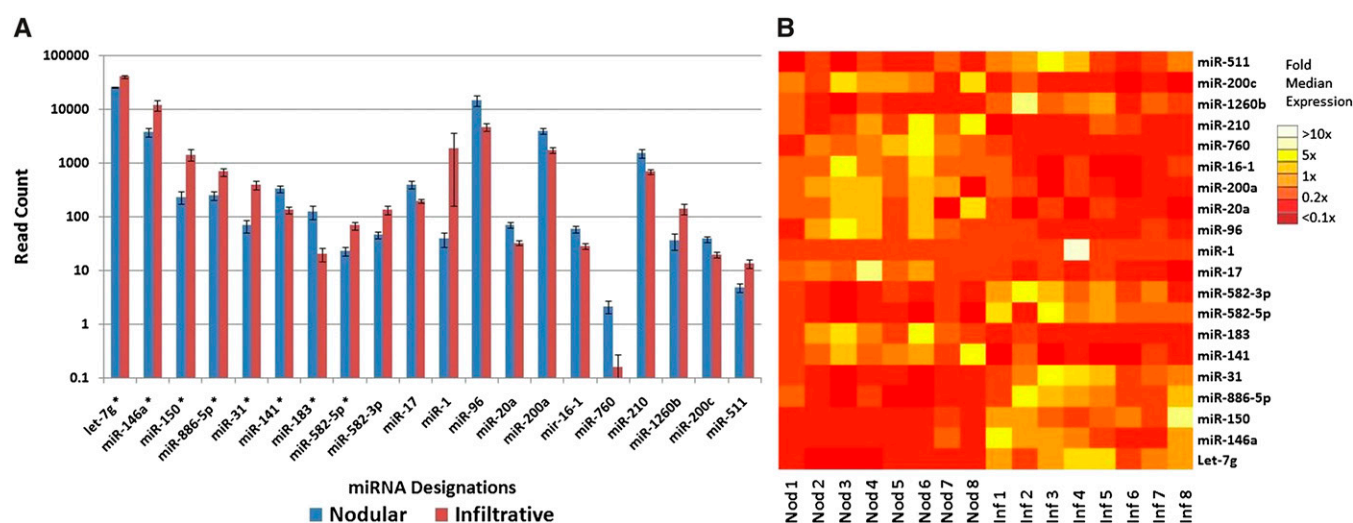 A
B
Read Count
100000
10000
1000
100
10
1
0.1
let-7g*
miR-146a*
miR-150*
miR-886-5p*
miR-31*
miR-141*
miR-183*
miR-582-5p*
miR-582-3p
miR-17
miR-1
miR-96
miR-20a
miR-200a
mir-16-1
miR-760
miR-210
miR-1260b
miR-200c
miR-511
miRNA Designations
Nodular
Infiltrative
miR-511
miR-200c
miR-1260b
miR-210
miR-760
miR-16-1
miR-200a
miR-20a
miR-96
miR-1
miR-17
miR-582-3p
miR-582-5p
miR-183
miR-141
miR-31
miR-886-5p
miR-150
miR-146a
Let-7g
Nod 1
Nod 2
Nod 3
Nod 4
Nod 5
Nod 6
Nod 7
Nod 8
Inf 1
Inf 2
Inf 3
Inf 4
Inf 5
Inf 6
Inf 7
Inf 8
Fold
Median
Expression
>10x
5x
1x
0.2x
<0.1x